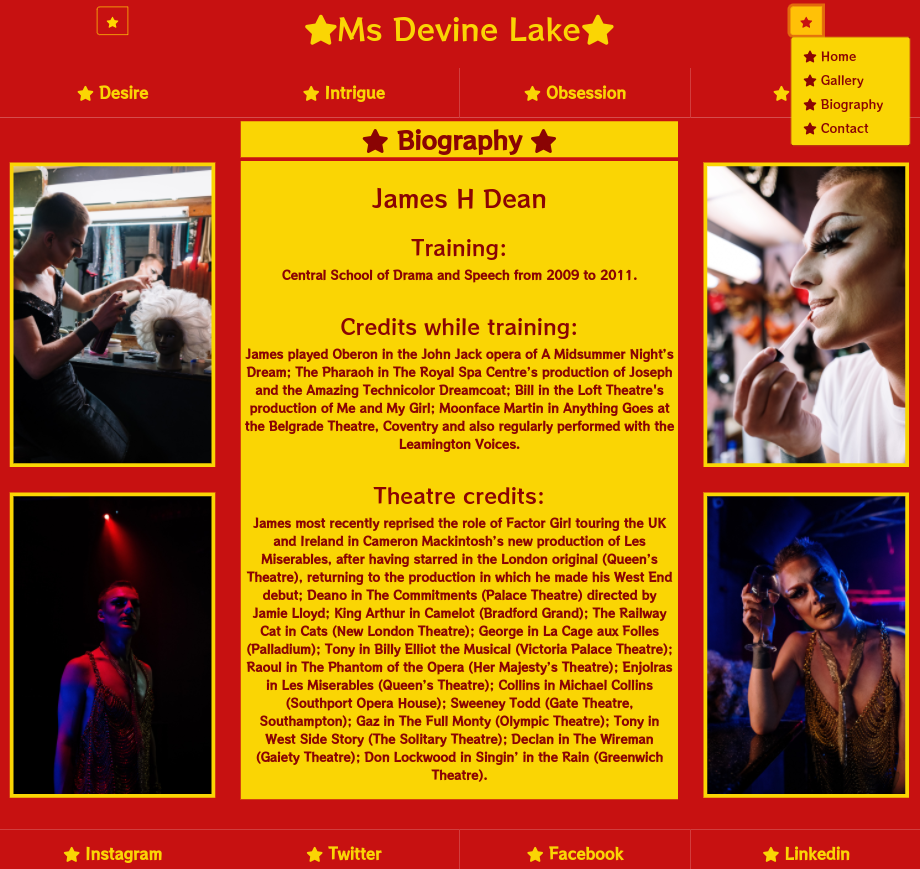 Ms Devine Lake
Home
Gallery
Biography
Contact
Desire
Intrigue
Obsession
Biography
James H Dean
Training:
Central School of Drama and Speech from 2009 to 2011.
Credits while training:
James played Oberon in the John Jack opera of A Midsummer Night's
Dream; The Pharaoh in The Royal Spa Centre's production of Joseph
and the Amazing Technicolor Dreamcoat; Bill in the Loft Theatre's
production of Me and My Girl; Moonface Martin in Anything Goes at
the Belgrade Theatre, Coventry and also regularly performed with the
Leamington Voices.
Theatre credits:
James most recently reprised the role of Factor Girl touring the UK
and Ireland in Cameron Mackintosh's new production of Les
Miserables, after having starred in the London original (Queen's
Theatre), returning to the production in which he made his West End
debut; Deano in The Commitments (Palace Theatre) directed by
Jamie Lloyd; King Arthur in Camelot (Bradford Grand); The Railway
Cat in Cats (New London Theatre); George in La Cage aux Folles
(Palladium); Tony in Billy Elliot the Musical (Victoria Palace Theatre);
Raoul in The Phantom of the Opera (Her Majesty's Theatre); Enjolras
in Les Miserables (Queen's Theatre); Collins in Michael Collins
(Southport Opera House); Sweeney Todd (Gate Theatre,
Southampton); Gaz in The Full Monty (Olympic Theatre); Tony in
West Side Story (The Solitary Theatre); Declan in The Wireman
(Gaiety Theatre); Don Lockwood in Singin' in the Rain (Greenwich
Theatre).
Instagram
Twitter
Facebook
Linkedin